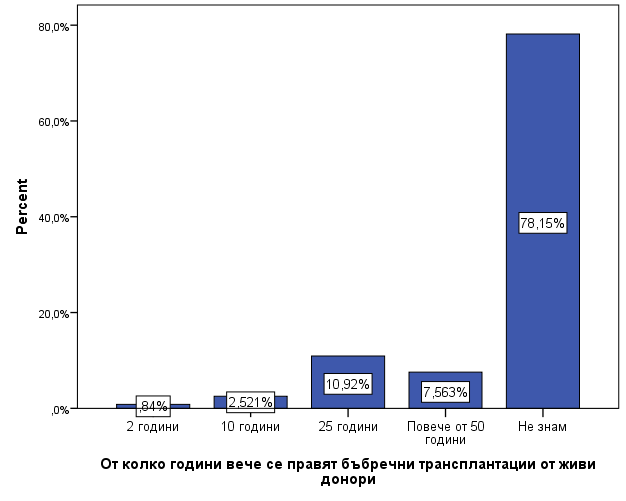 80,0%
60,0%
40,0%
20,0%
,0%
Percent
,84%
2,521%
10,92%
7,563%
78,15%
2 години
10 години
25 години
Повече от 50
години
Не знам
От колко години вече се правят бъбречни трансплантации от живи
донори